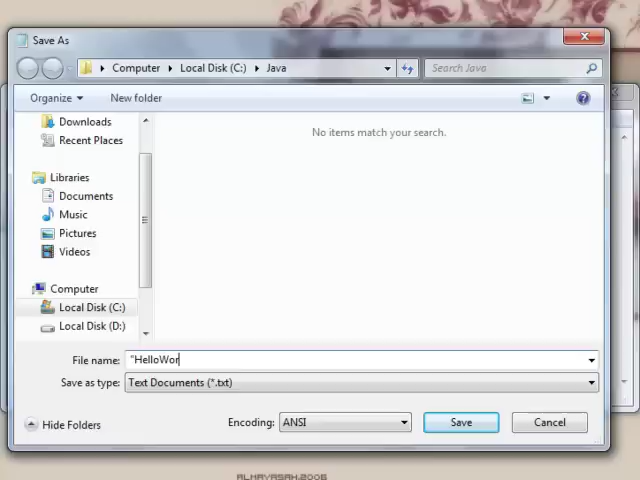 Save As
Computer
Local Disk (C:)
Java
Search Java
Organize
New folder
Downloads
Recent Places
Libraries
Documents
Music
Pictures
Videos
Computer
Local Disk (C:)
Local Disk (D:)
No items match your search.
File name: "HelloWor
Save as type: Text Documents (*.txt)
Hide Folders
Encoding: ANSI
Save
Cancel